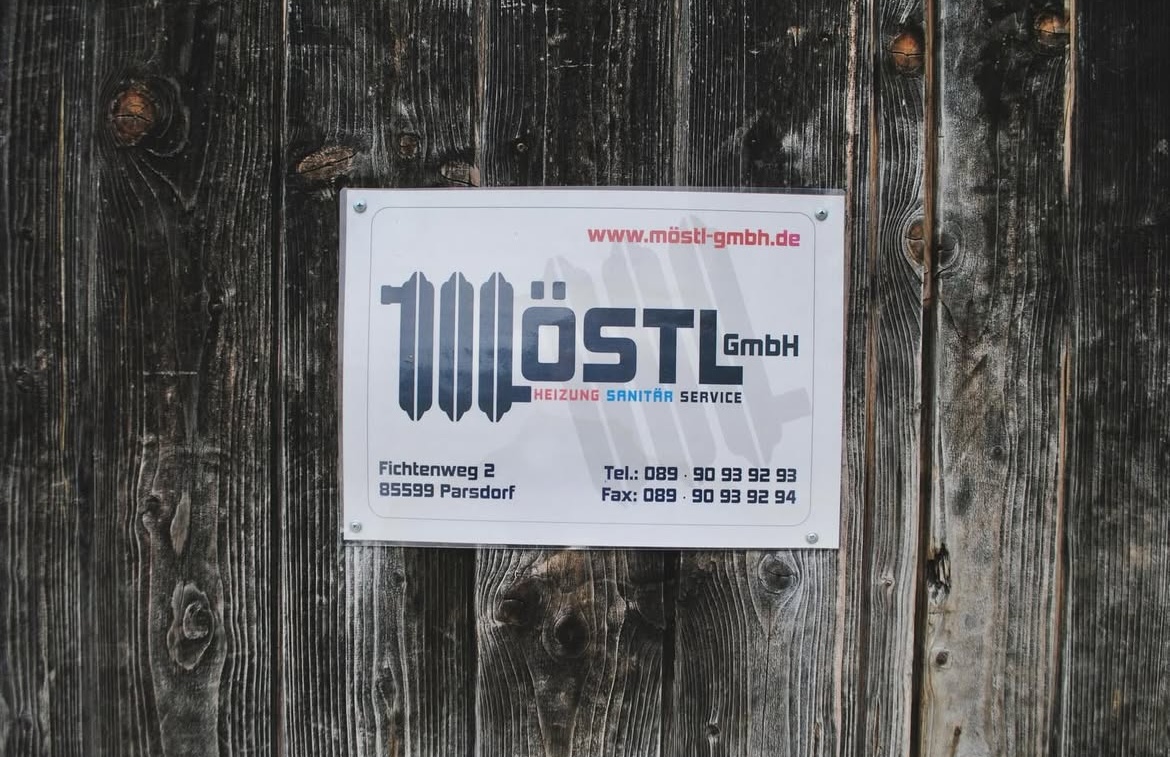 www.möstl-gmbh.de
MÖSTL GmbH
HEIZUNG SANITÄR SERVICE
Fichtenweg 2
85599 Parsdorf
Tel.: 089 · 90 93 92 93
Fax: 089 · 90 93 92 94